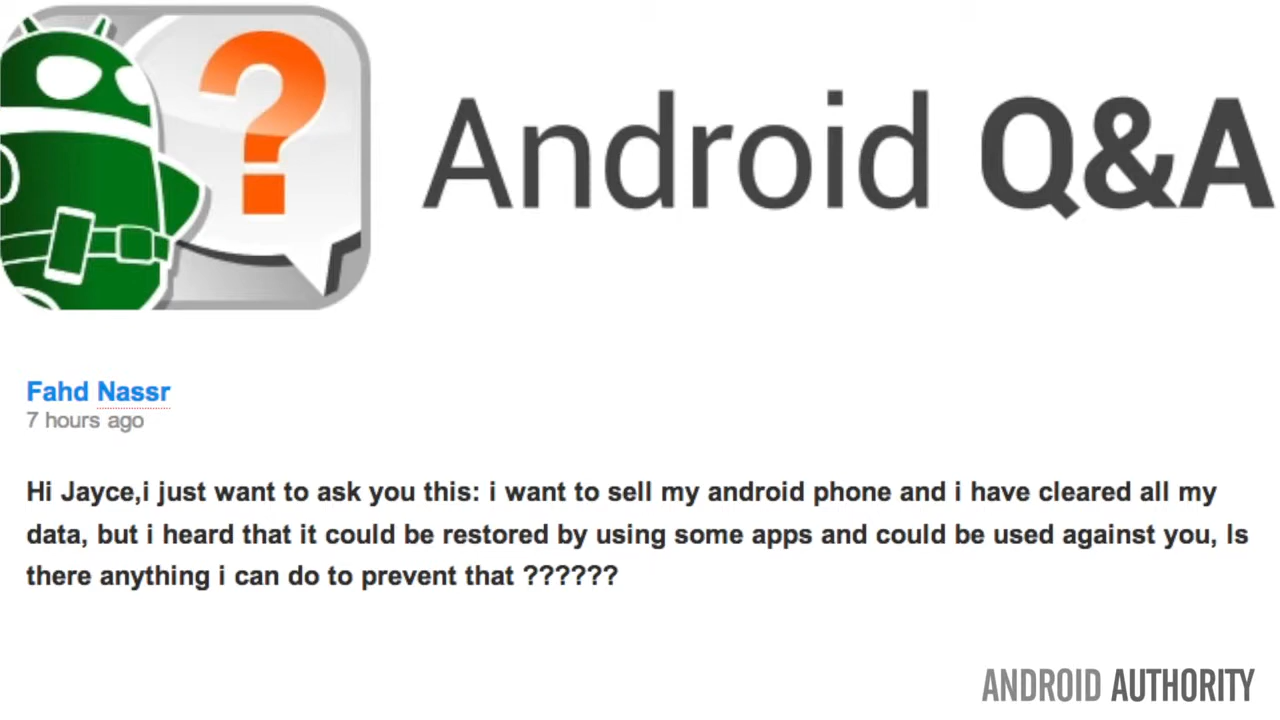 ?
Android Q&A
Fahd Nassr
7 hours ago
Hi Jayce,i just want to ask you this: i want to sell my android phone and i have cleared all my
data, but i heard that it could be restored by using some apps and could be used against you, Is
there anything i can do to prevent that ??????
ANDROID AUTHORITY